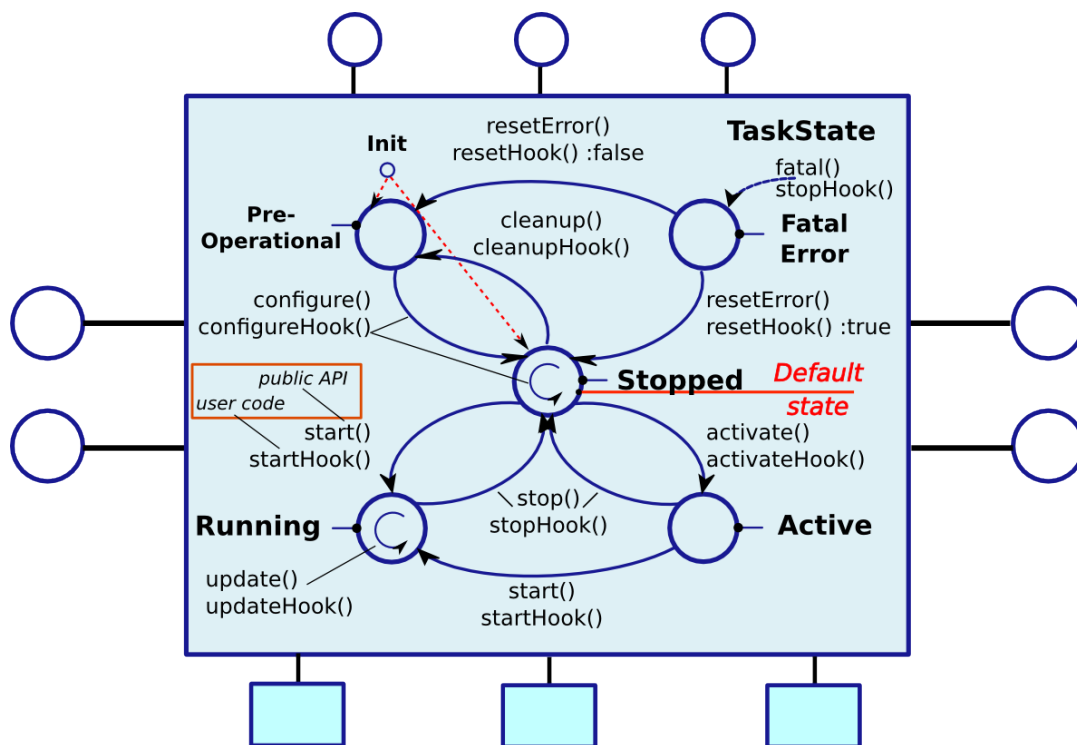 resetError()
resetHook() :false
TaskState
Init
fatal()
stopHook()
Pre-
Operational
cleanup()
cleanupHook()
Fatal
Error
configure()
configureHook()
resetError()
resetHook() :true
Stopped
Default
state
public API
user code
start()
startHook()
activate()
activateHook()
stop()
stopHook()
Running
Active
update()
updateHook()
start()
startHook()